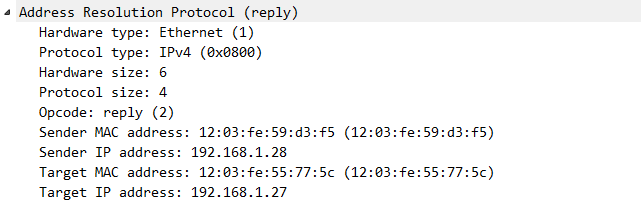 Address Resolution Protocol (reply)
Hardware type: Ethernet (1)
Protocol type: IPv4 (0x0800)
Hardware size: 6
Protocol size: 4
Opcode: reply (2)
Sender MAC address: 12:03:fe:59:d3:f5 (12:03:fe:59:d3:f5)
Sender IP address: 192.168.1.28
Target MAC address: 12:03:fe:55:77:5c (12:03:fe:55:77:5c)
Target IP address: 192.168.1.27